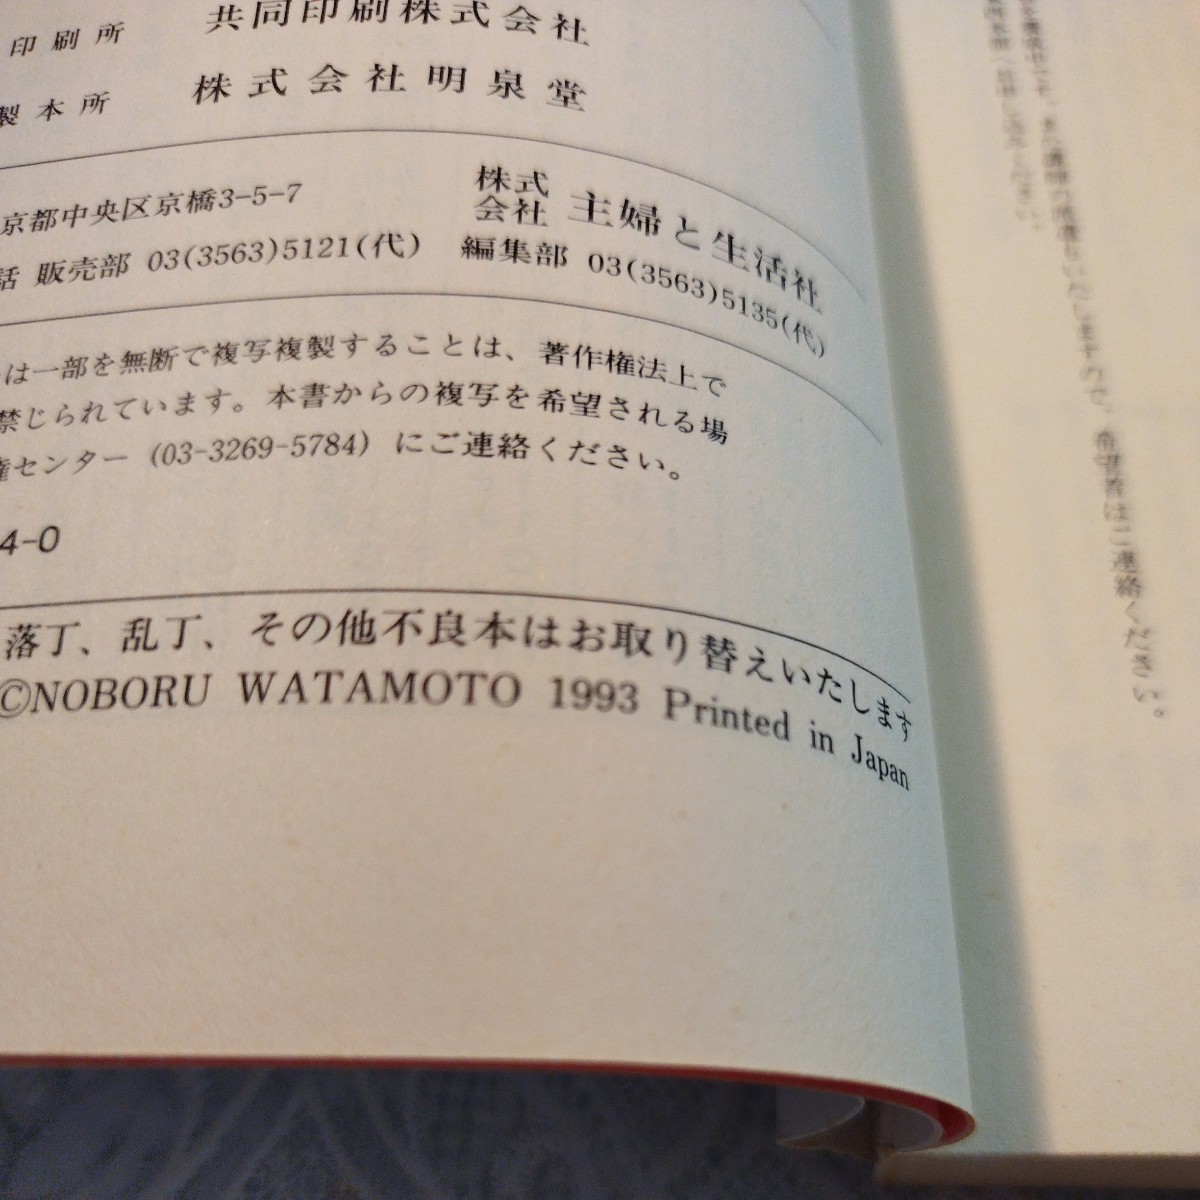 印刷所 共同印刷株式会社
製本所 株式会社明泉堂
京都中央区京橋3-5-7
株式会社 主婦と生活社
話 販売部 03(3563)5121(代) 編集部 03(3563)5135(代)
は一部を無断で複写複製することは、著作権法上で
禁じられています。本書からの複写を希望される場
権センター (03-3269-5784) にご連絡ください。
4-0
落丁、乱丁、その他不良本はお取り替えいたします
©NOBORU WATAMOTO 1993 Printed in Japan
いたしますので、希望者はご連絡ください。